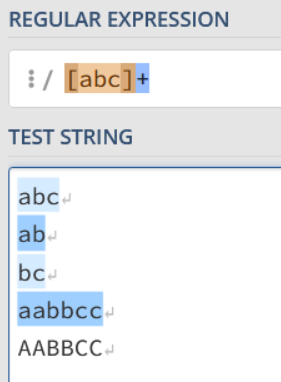 REGULAR EXPRESSION
⋮ / [abc]+
TEST STRING
abc↵
ab↵
bc↵
aabbcc↵
AABBCC↵